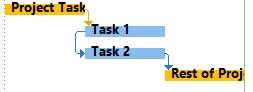 Project Task
Task 1
Task 2
Rest of Proj